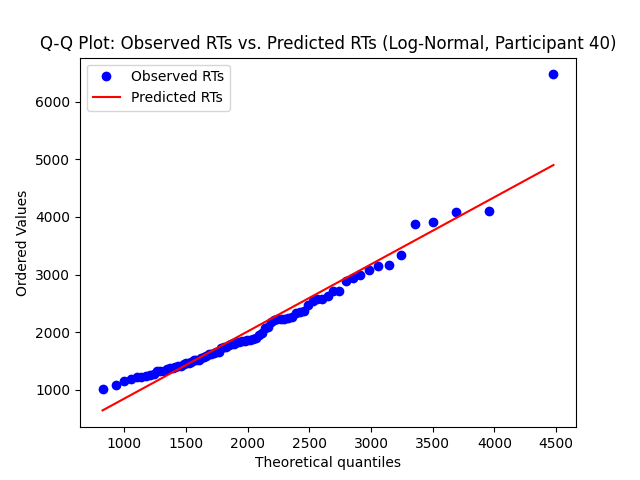 Q-Q Plot: Observed RTs vs. Predicted RTs (Log-Normal, Participant 40)
Observed RTs
Predicted RTs
6000
5000
4000
3000
2000
1000
Ordered Values
1000 1500 2000 2500 3000 3500 4000 4500
Theoretical quantiles